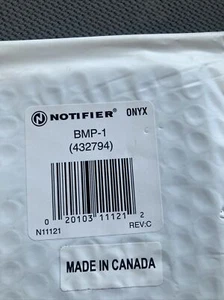 NOTIFIER® ONYX
BMP-1
(432794)
0 20103 11121 2
N11121 REV:C
MADE IN CANADA